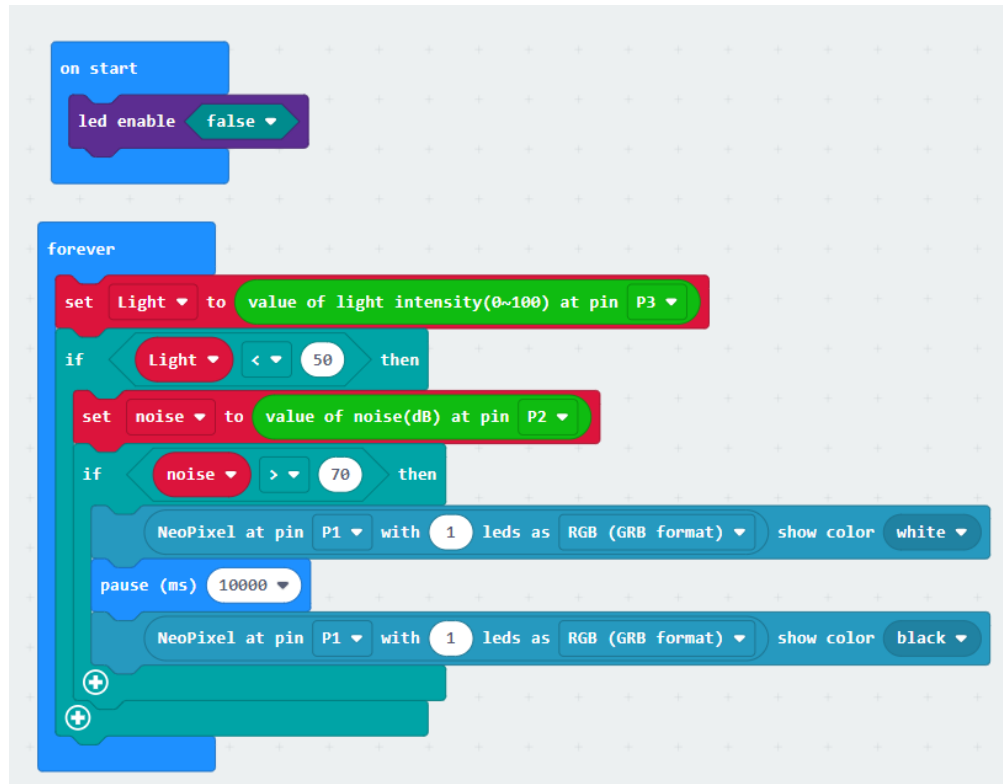 on start
led enable false
forever
set Light to value of light intensity(0~100) at pin P3
if Light < 50 then
set noise to value of noise(dB) at pin P2
if noise > 70 then
NeoPixel at pin P1 with 1 leds as RGB (GRB format) show color white
pause (ms) 10000
NeoPixel at pin P1 with 1 leds as RGB (GRB format) show color black